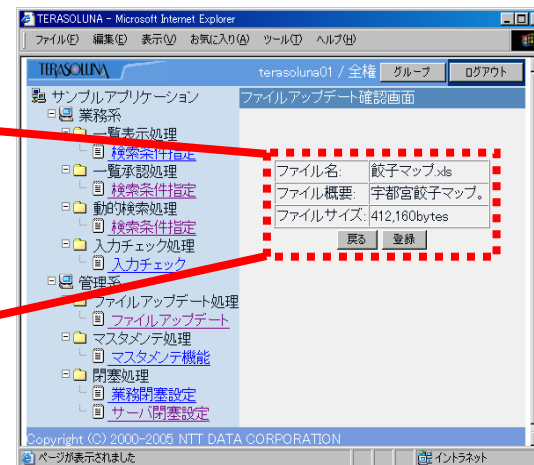 TERASOLUNA - Microsoft Internet Explorer
ファイル(F) 編集(E) 表示(V) お気に入り(A) ツール(T) ヘルプ(H)
TERASOLUNA
terasoluna01 / 全権 グループ ログアウト
サンプルアプリケーション
ファイルアップデート確認画面
業務系
一覧表示処理
検索条件指定
一覧承認処理
検索条件指定
動的検索処理
検索条件指定
入力チェック処理
入力チェック
管理系
ファイルアップデート処理
ファイルアップデート
マスタメンテ処理
マスタメンテ機能
閉塞処理
業務閉塞設定
サーバ閉塞設定
ファイル名: 餃子マップ.xls
ファイル概要: 宇都宮餃子マップ。
ファイルサイズ: 412,160bytes
戻る 登録
Copyright (C) 2000-2005 NTT DATA CORPORATION
ページが表示されました イントラネット